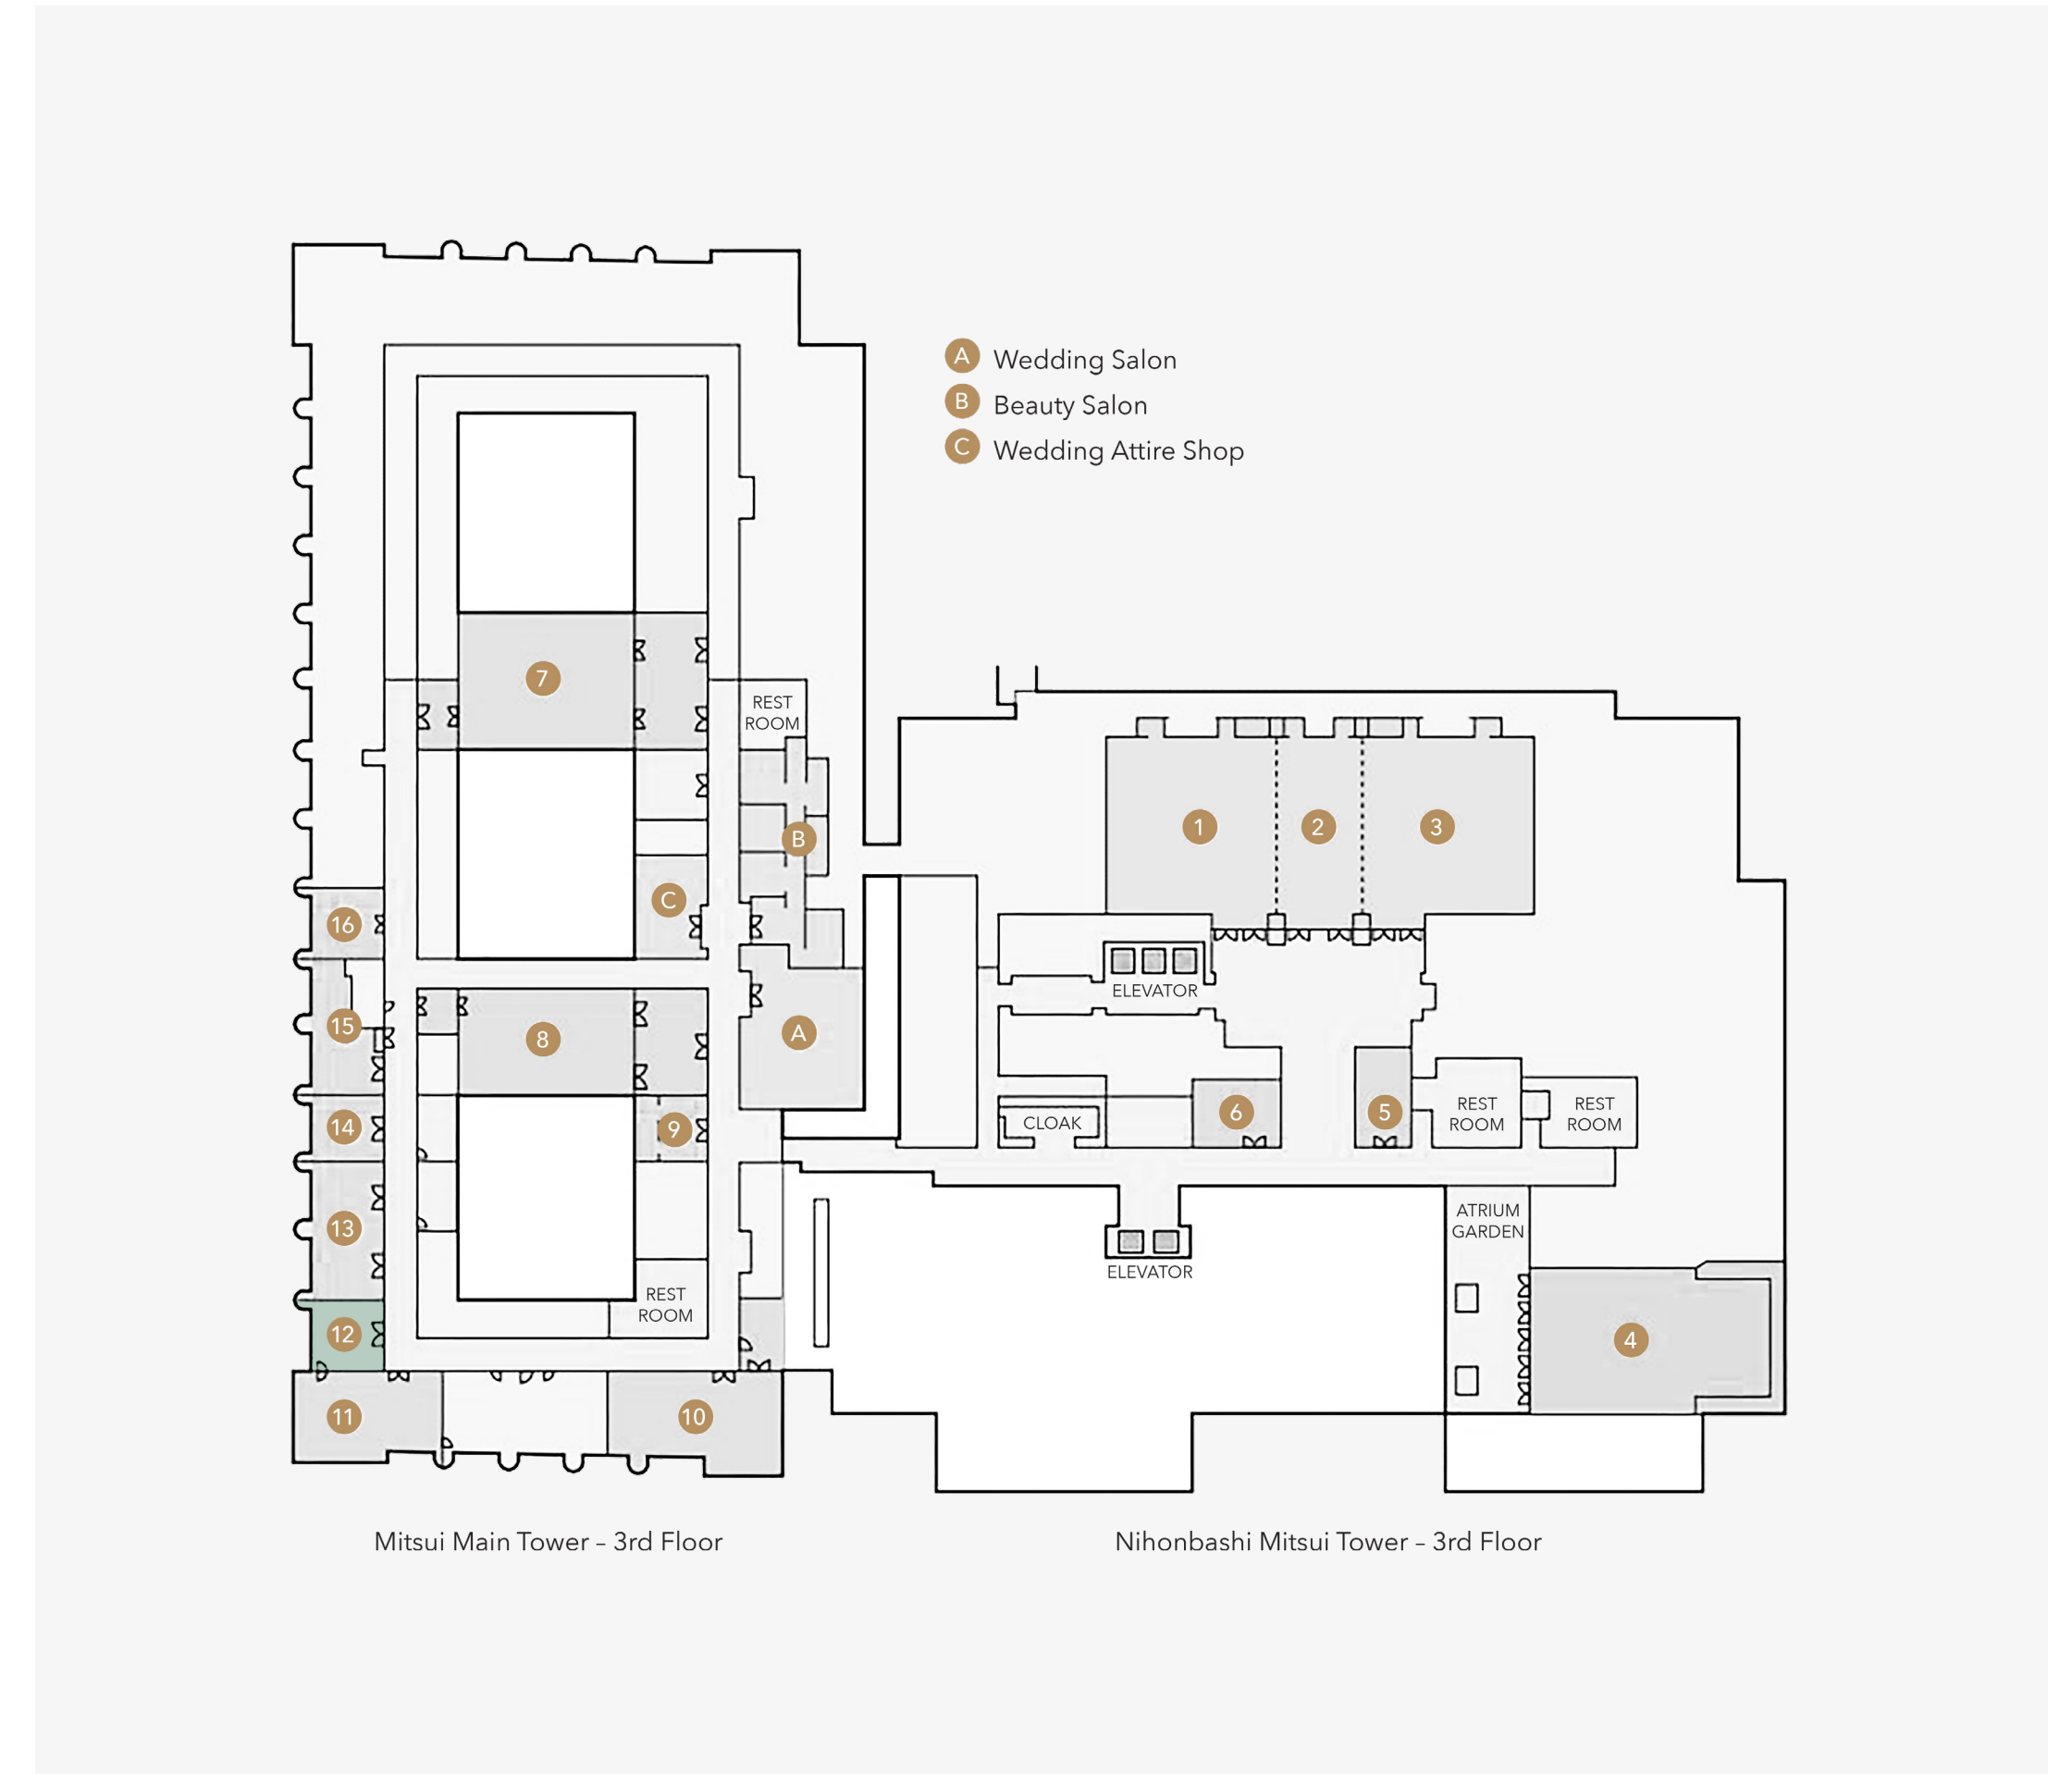 A Wedding Salon
B Beauty Salon
C Wedding Attire Shop
7
REST
ROOM
B
1
2
3
C
16
ELEVATOR
15
8
A
14
9
CLOAK
6
5
REST
ROOM
REST
ROOM
13
ATRIUM
GARDEN
ELEVATOR
REST
ROOM
12
4
11
10
Mitsui Main Tower – 3rd Floor
Nihonbashi Mitsui Tower – 3rd Floor